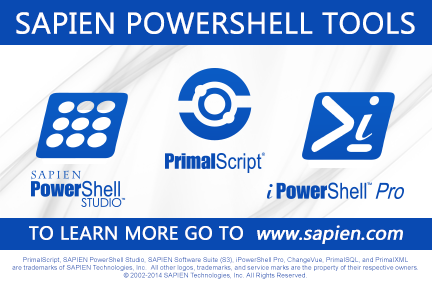 SAPIEN POWERSHELL TOOLS
SAPIEN
PowerShell
STUDIO™
PrimalScript®
i PowerShell™ Pro
TO LEARN MORE GO TO www.sapien.com
PrimalScript, SAPIEN PowerShell Studio, SAPIEN Software Suite (S3), iPowerShell Pro, ChangeVue, PrimalSQL, and PrimalXML
are trademarks of SAPIEN Technologies, Inc. All other logos, trademarks, and service marks are the property of their respective owners.
© 2002-2014 SAPIEN Technologies, Inc. All Rights Reserved.